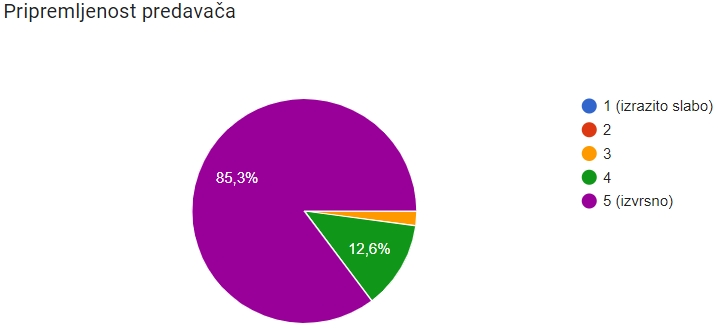 Pripremljenost predavača
85,3%
12,6%
1 (izrazito slabo)
2
3
4
5 (izvrsno)